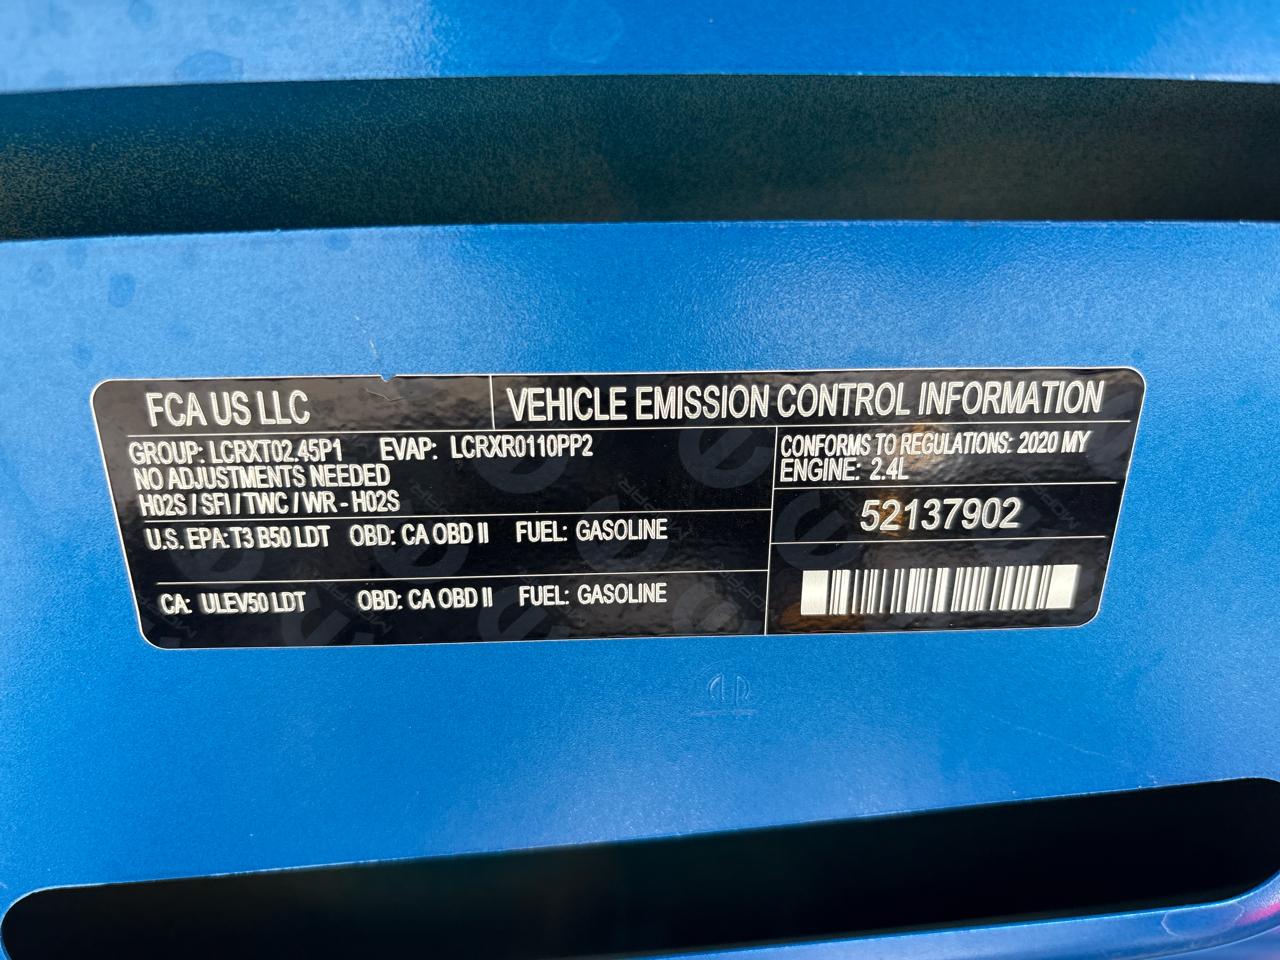 FCA US LLC
VEHICLE EMISSION CONTROL INFORMATION
GROUP: LCRXT02.45P1 EVAP: LCRXR0110PP2
NO ADJUSTMENTS NEEDED
H02S / SFI / TWC / WR - H02S
U.S. EPA: T3 B50 LDT OBD: CA OBD II FUEL: GASOLINE
CA: ULEV50 LDT OBD: CA OBD II FUEL: GASOLINE
CONFORMS TO REGULATIONS: 2020 MY
ENGINE: 2.4L
52137902
MOPAR